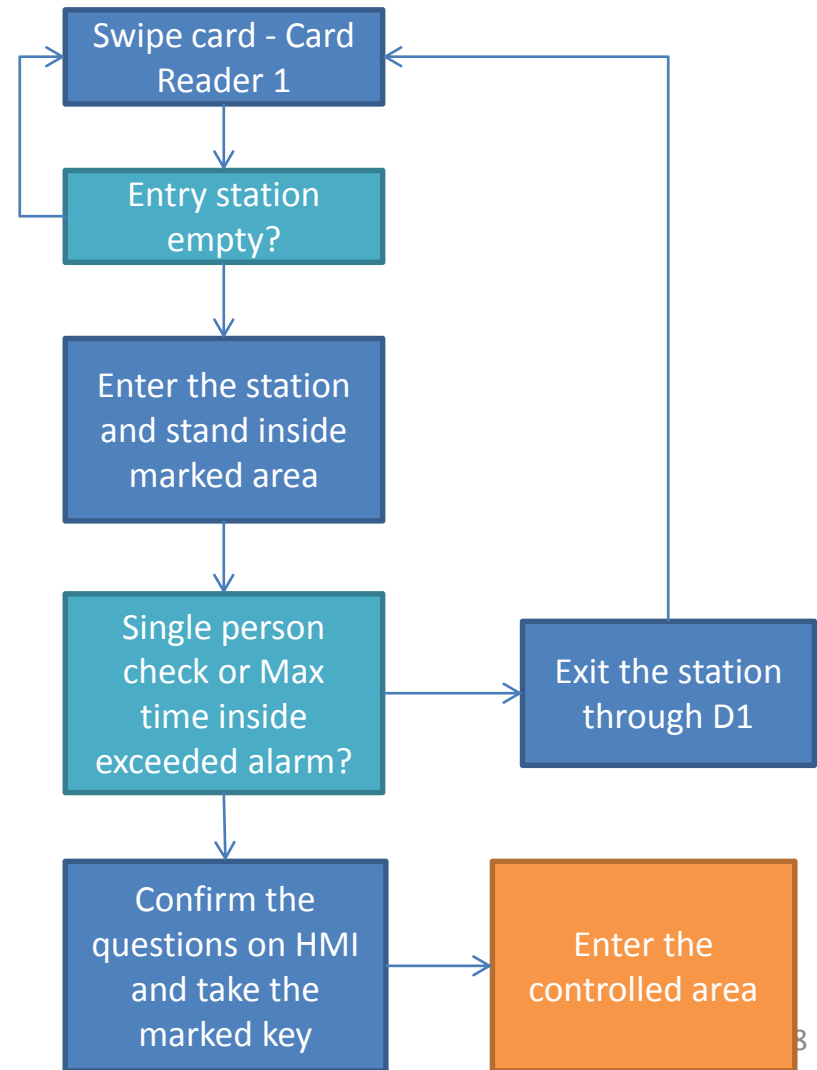 Swipe card - Card
Reader 1
Entry station
empty?
Enter the station
and stand inside
marked area
Single person
check or Max
time inside
exceeded alarm?
Exit the station
through D1
Confirm the
questions on HMI
and take the
marked key
Enter the
controlled area
8